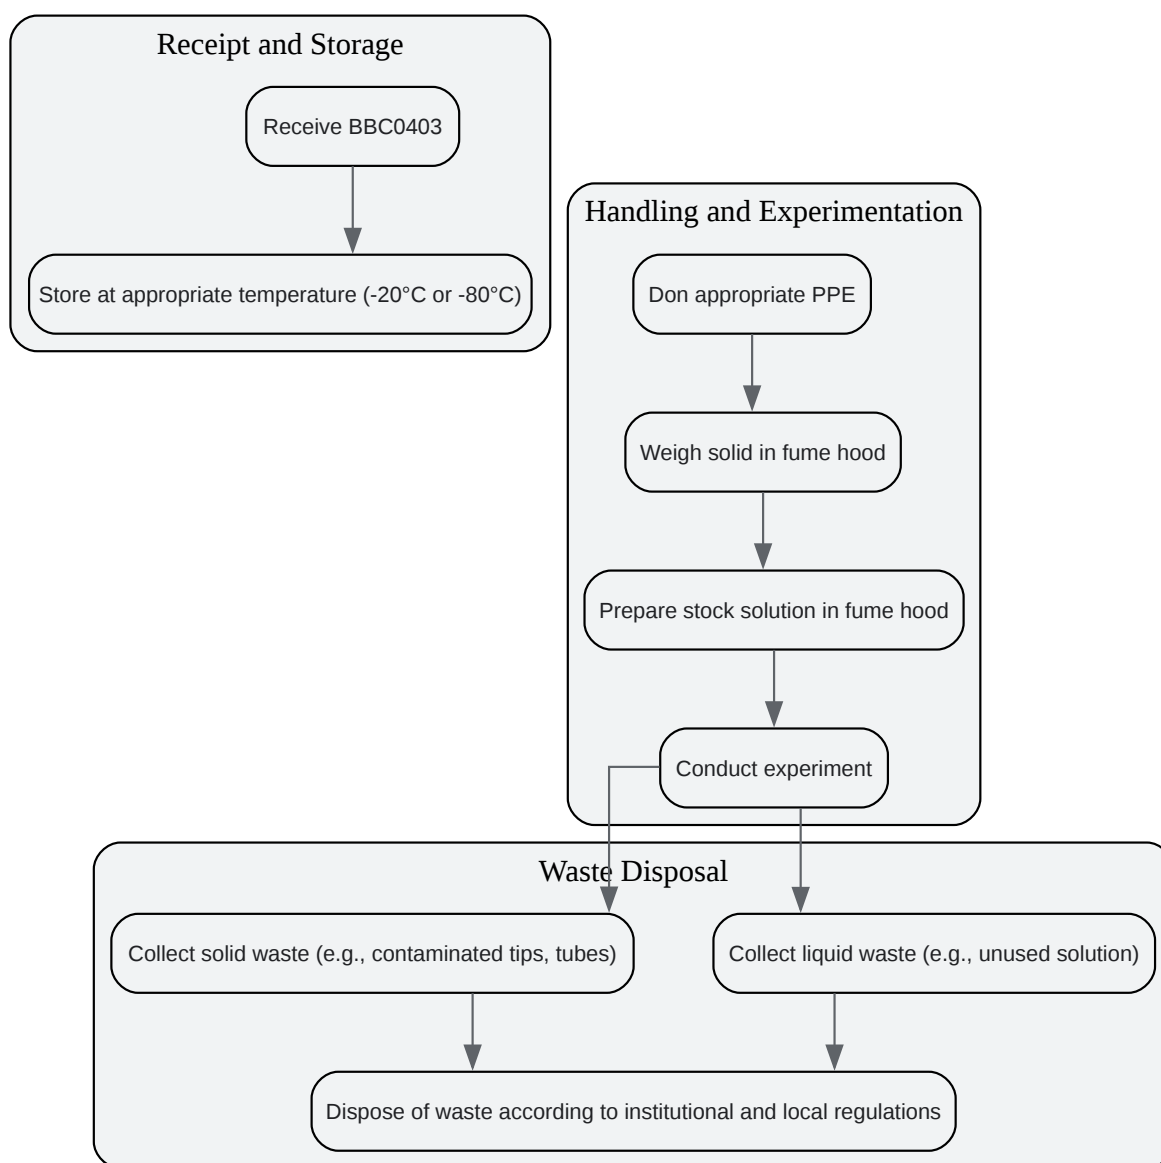 Receipt and Storage
Receive BBC0403
Store at appropriate temperature (-20°C or -80°C)
Handling and Experimentation
Don appropriate PPE
Weigh solid in fume hood
Prepare stock solution in fume hood
Conduct experiment
Waste Disposal
Collect solid waste (e.g., contaminated tips, tubes)
Collect liquid waste (e.g., unused solution)
Dispose of waste according to institutional and local regulations